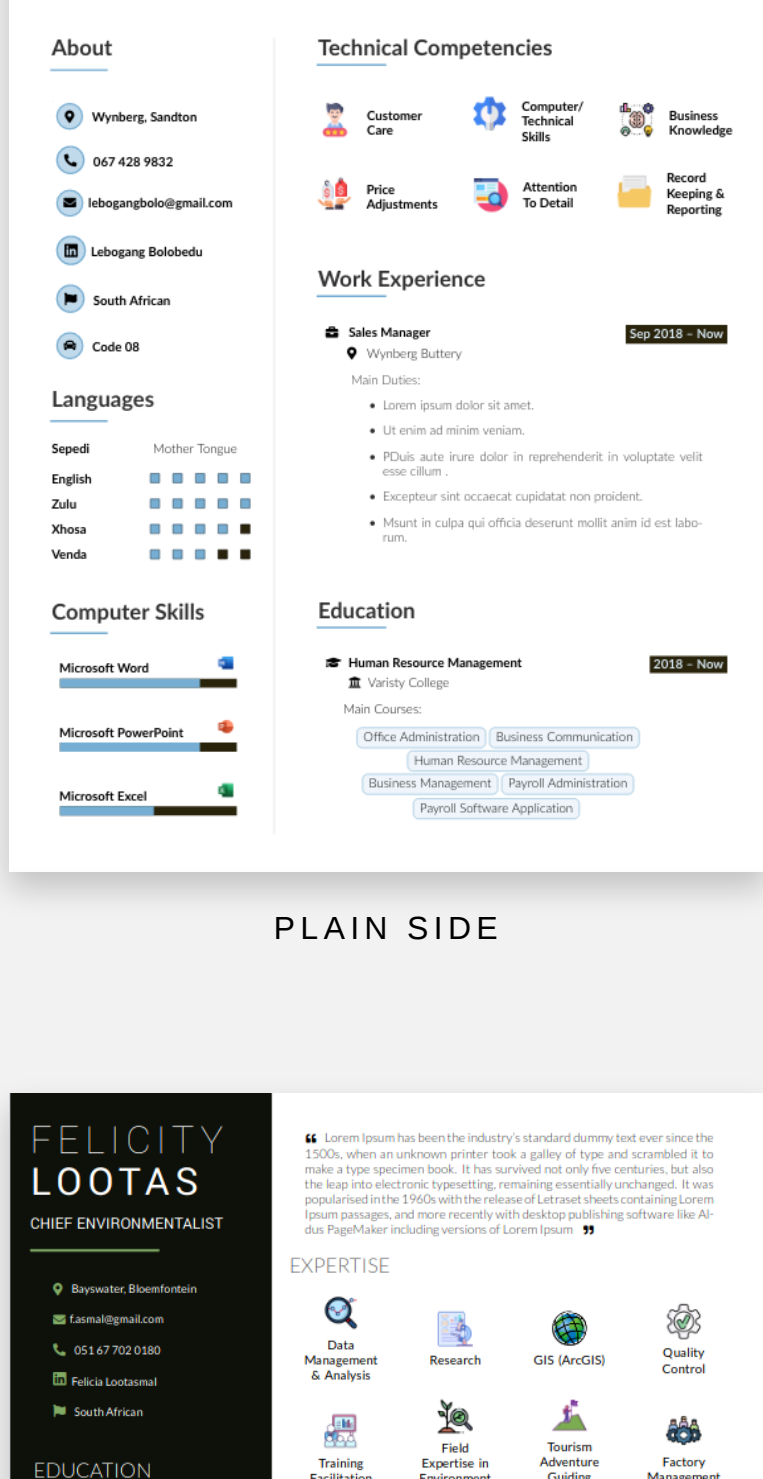 About
Wynberg, Sandton
067 428 9832
lebogangbolo@gmail.com
Lebogang Bolobedu
South African
Code 08
Languages
Sepedi Mother Tongue
English
Zulu
Xhosa
Venda
Computer Skills
Microsoft Word
Microsoft PowerPoint
Microsoft Excel
Technical Competencies
Customer
Care
Computer/
Technical
Skills
Business
Knowledge
Price
Adjustments
Attention
To Detail
Record
Keeping &
Reporting
Work Experience
Sales Manager Sep 2018 – Now
Wynberg Buttery
Main Duties:
• Lorem ipsum dolor sit amet.
• Ut enim ad minim veniam.
• PDuis aute irure dolor in reprehenderit in voluptate velit
esse cillum .
• Excepteur sint occaecat cupidatat non proident.
• Msunt in culpa qui officia deserunt mollit anim id est labo-
rum.
Education
Human Resource Management 2018 – Now
Varisty College
Main Courses:
Office Administration Business Communication
Human Resource Management
Business Management Payroll Administration
Payroll Software Application
PLAIN SIDE
FELICITY
LOOTAS
CHIEF ENVIRONMENTALIST
Bayswater, Bloemfontein
f.asmal@gmail.com
051 67 702 0180
Felicia Lootasmal
South African
EDUCATION
❝ Lorem Ipsum has been the industry's standard dummy text ever since the
1500s, when an unknown printer took a galley of type and scrambled it to
make a type specimen book. It has survived not only five centuries, but also
the leap into electronic typesetting, remaining essentially unchanged. It was
popularised in the 1960s with the release of Letraset sheets containing Lorem
Ipsum passages, and more recently with desktop publishing software like Al-
dus PageMaker including versions of Lorem Ipsum ❞
EXPERTISE
Data
Management
& Analysis
Research
GIS (ArcGIS)
Quality
Control
Training
Facilitation
Field
Expertise in
Environment
Tourism
Adventure
Guiding
Factory
Management